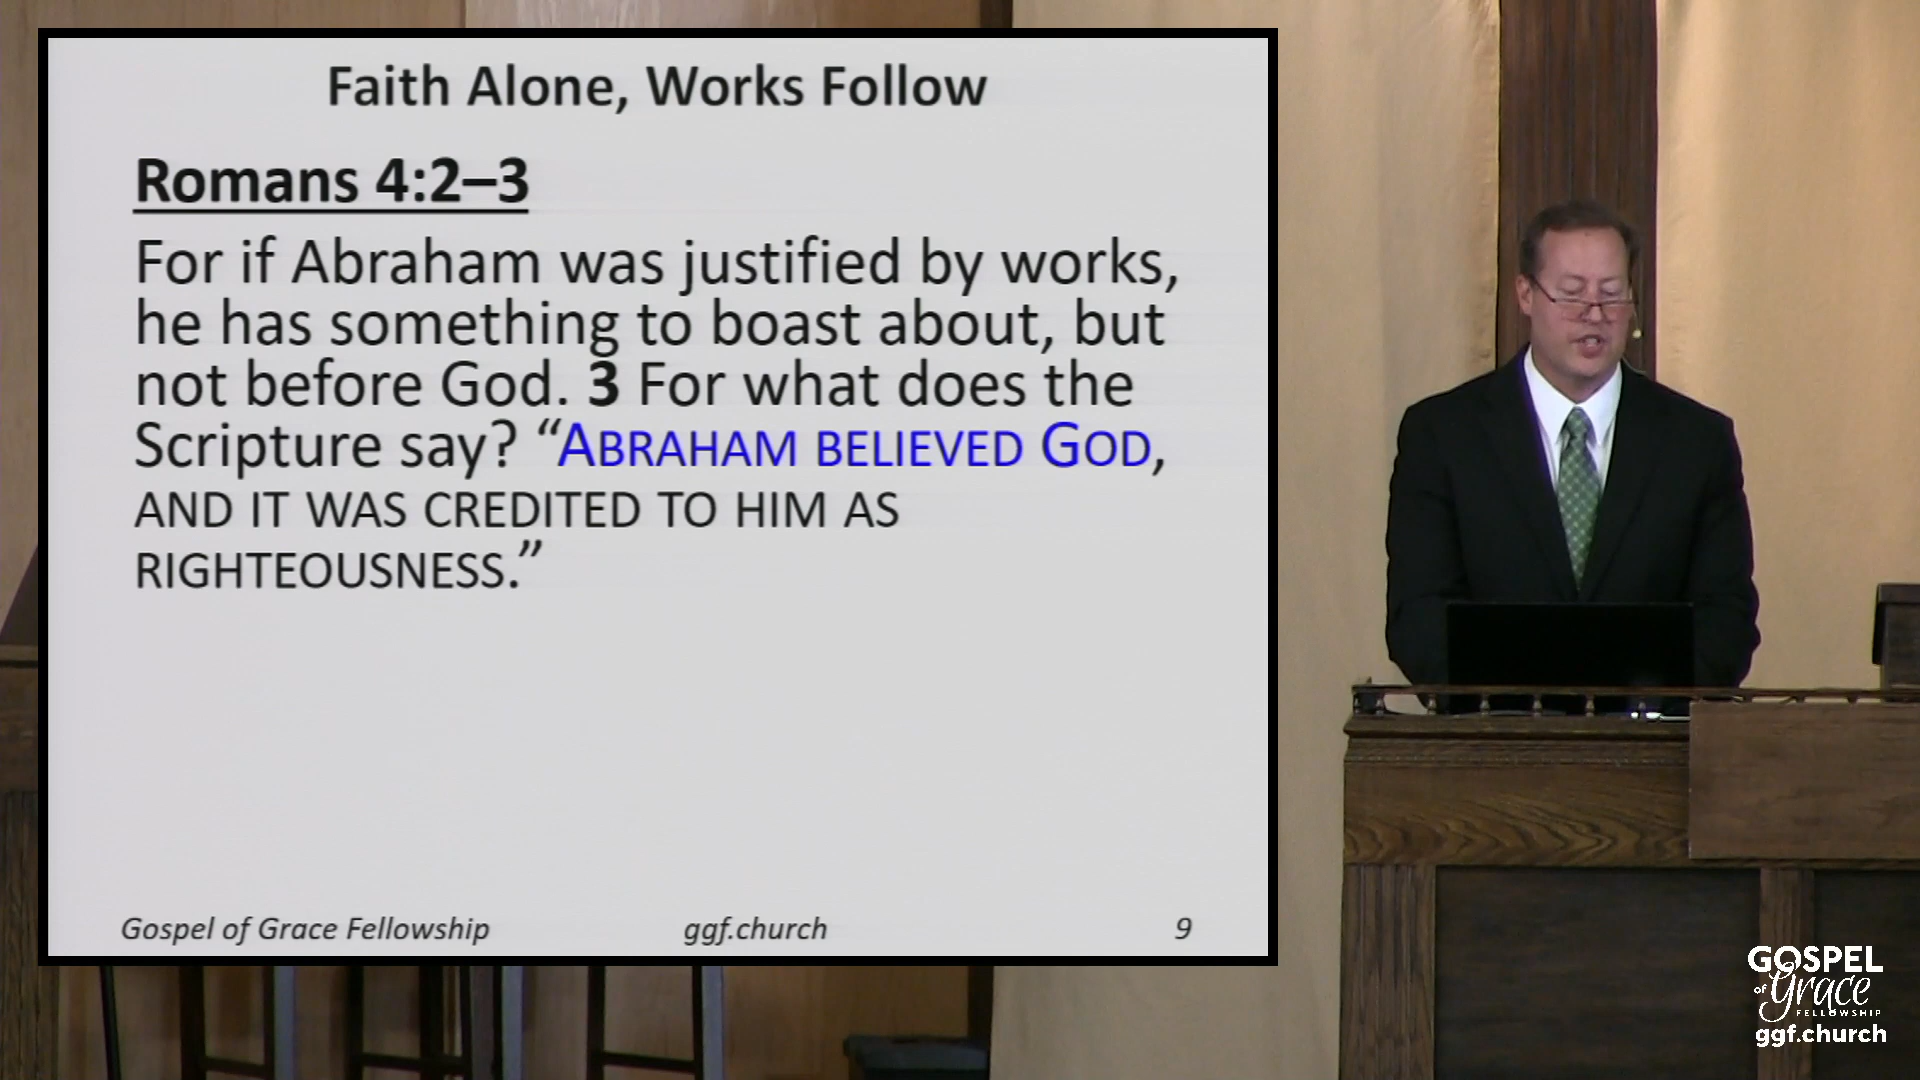 Faith Alone, Works Follow
Romans 4:2–3
For if Abraham was justified by works,
he has something to boast about, but
not before God. 3 For what does the
Scripture say? “ABRAHAM BELIEVED GOD,
AND IT WAS CREDITED TO HIM AS
RIGHTEOUSNESS.”
Gospel of Grace Fellowship ggf.church 9
GOSPEL
of Grace
FELLOWSHIP
ggf.church